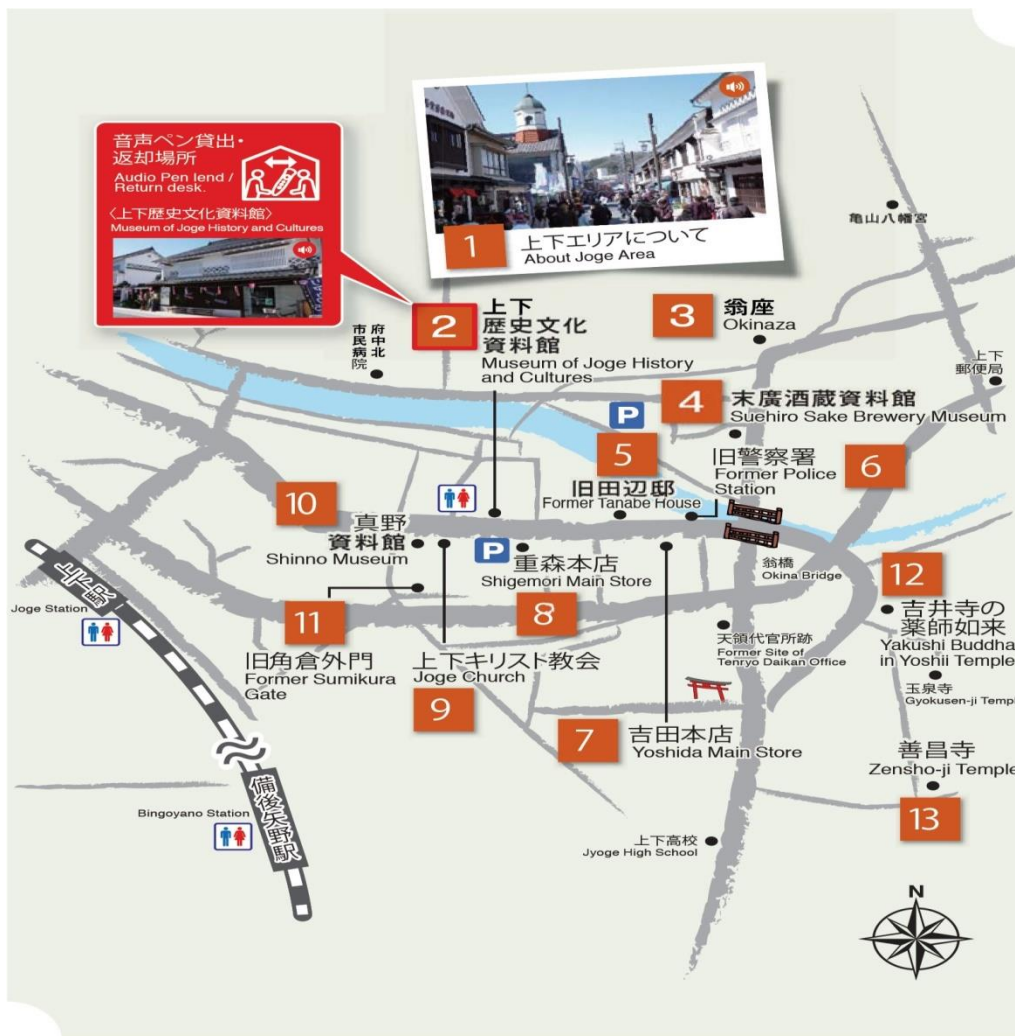 音声ペン貸出・
返却場所
Audio Pen lend /
Return desk.
〈上下歴史文化資料館〉
Museum of Joge History and Cultures
1
上下エリアについて
About Joge Area
亀山八幡宮
2
上下
歴史文化
資料館
Museum of Joge History
and Cultures
府中北
市民病院
3
翁座
Okinaza
上下
郵便局
4
末廣酒蔵資料館
Suehiro Sake Brewery Museum
P
5
旧田辺邸
Former Tanabe House
旧警察署
Former Police
Station
6
10
真野
資料館
Shinno Museum
P
重森本店
Shigemori Main Store
8
翁橋
Okina Bridge
12
吉井寺の
薬師如来
Yakushi Buddha
in Yoshii Temple
上下駅
Joge Station
11
旧角倉外門
Former Sumikura
Gate
上下キリスド教会
Joge Church
9
天領代官所跡
Former Site of
Tenryo Daikan Office
玉泉寺
Gyokusen-ji Templ
7
吉田本店
Yoshida Main Store
善昌寺
Zensho-ji Temple
13
備後矢野駅
Bingoyano Station
上下高校
Jyoge High School
N